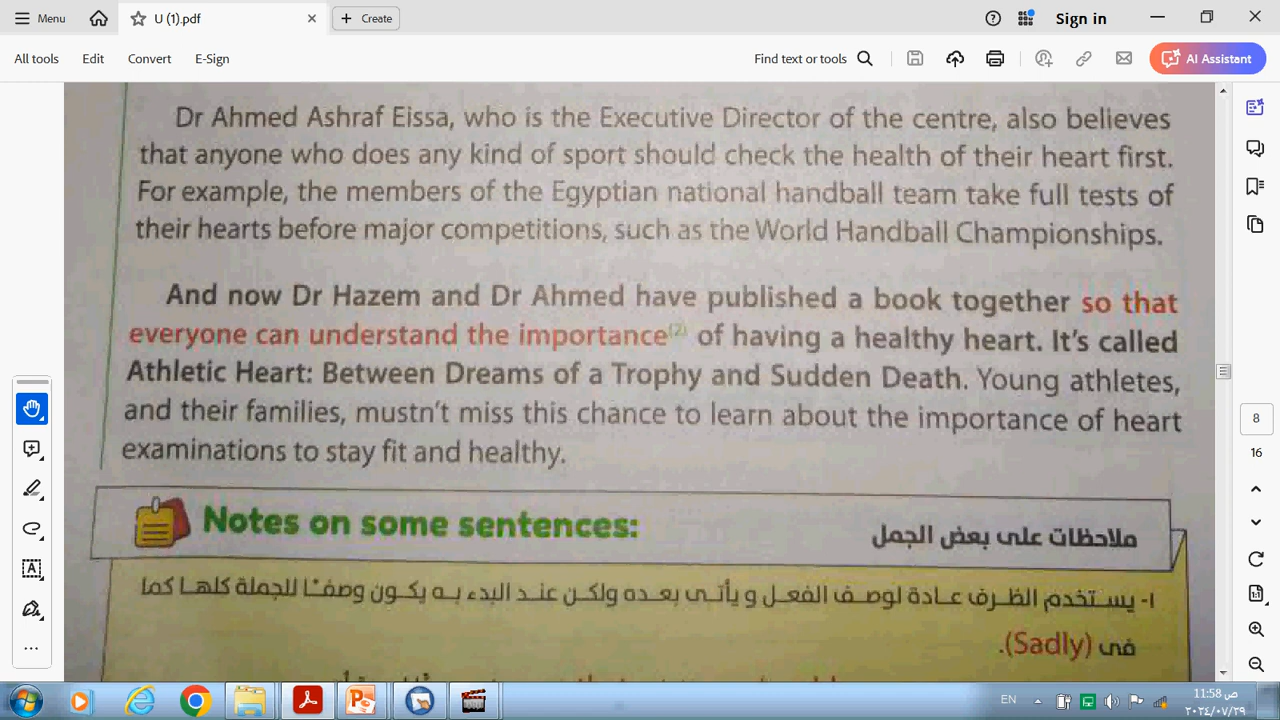 Menu
U (1).pdf
Create
Sign in
All tools
Edit
Convert
E-Sign
Find text or tools
AI Assistant
Dr Ahmed Ashraf Eissa, who is the Executive Director of the centre, also believes
that anyone who does any kind of sport should check the health of their heart first.
For example, the members of the Egyptian national handball team take full tests of
their hearts before major competitions, such as the World Handball Championships.
And now Dr Hazem and Dr Ahmed have published a book together so that
everyone can understand the importance(2) of having a healthy heart. It's called
Athletic Heart: Between Dreams of a Trophy and Sudden Death. Young athletes,
and their families, mustn't miss this chance to learn about the importance of heart
examinations to stay fit and healthy.
Notes on some sentences:
ملاحظات على بعض الجمل
١- يستخدم الظرف عادة لوصف الفعل و يأتى بعده ولكن عند البدء به يكون وصفًا للجملة كلها كما
فى (Sadly).
8
16
EN
11:58 ص
٢٠٢٤/٠٧/٢٩